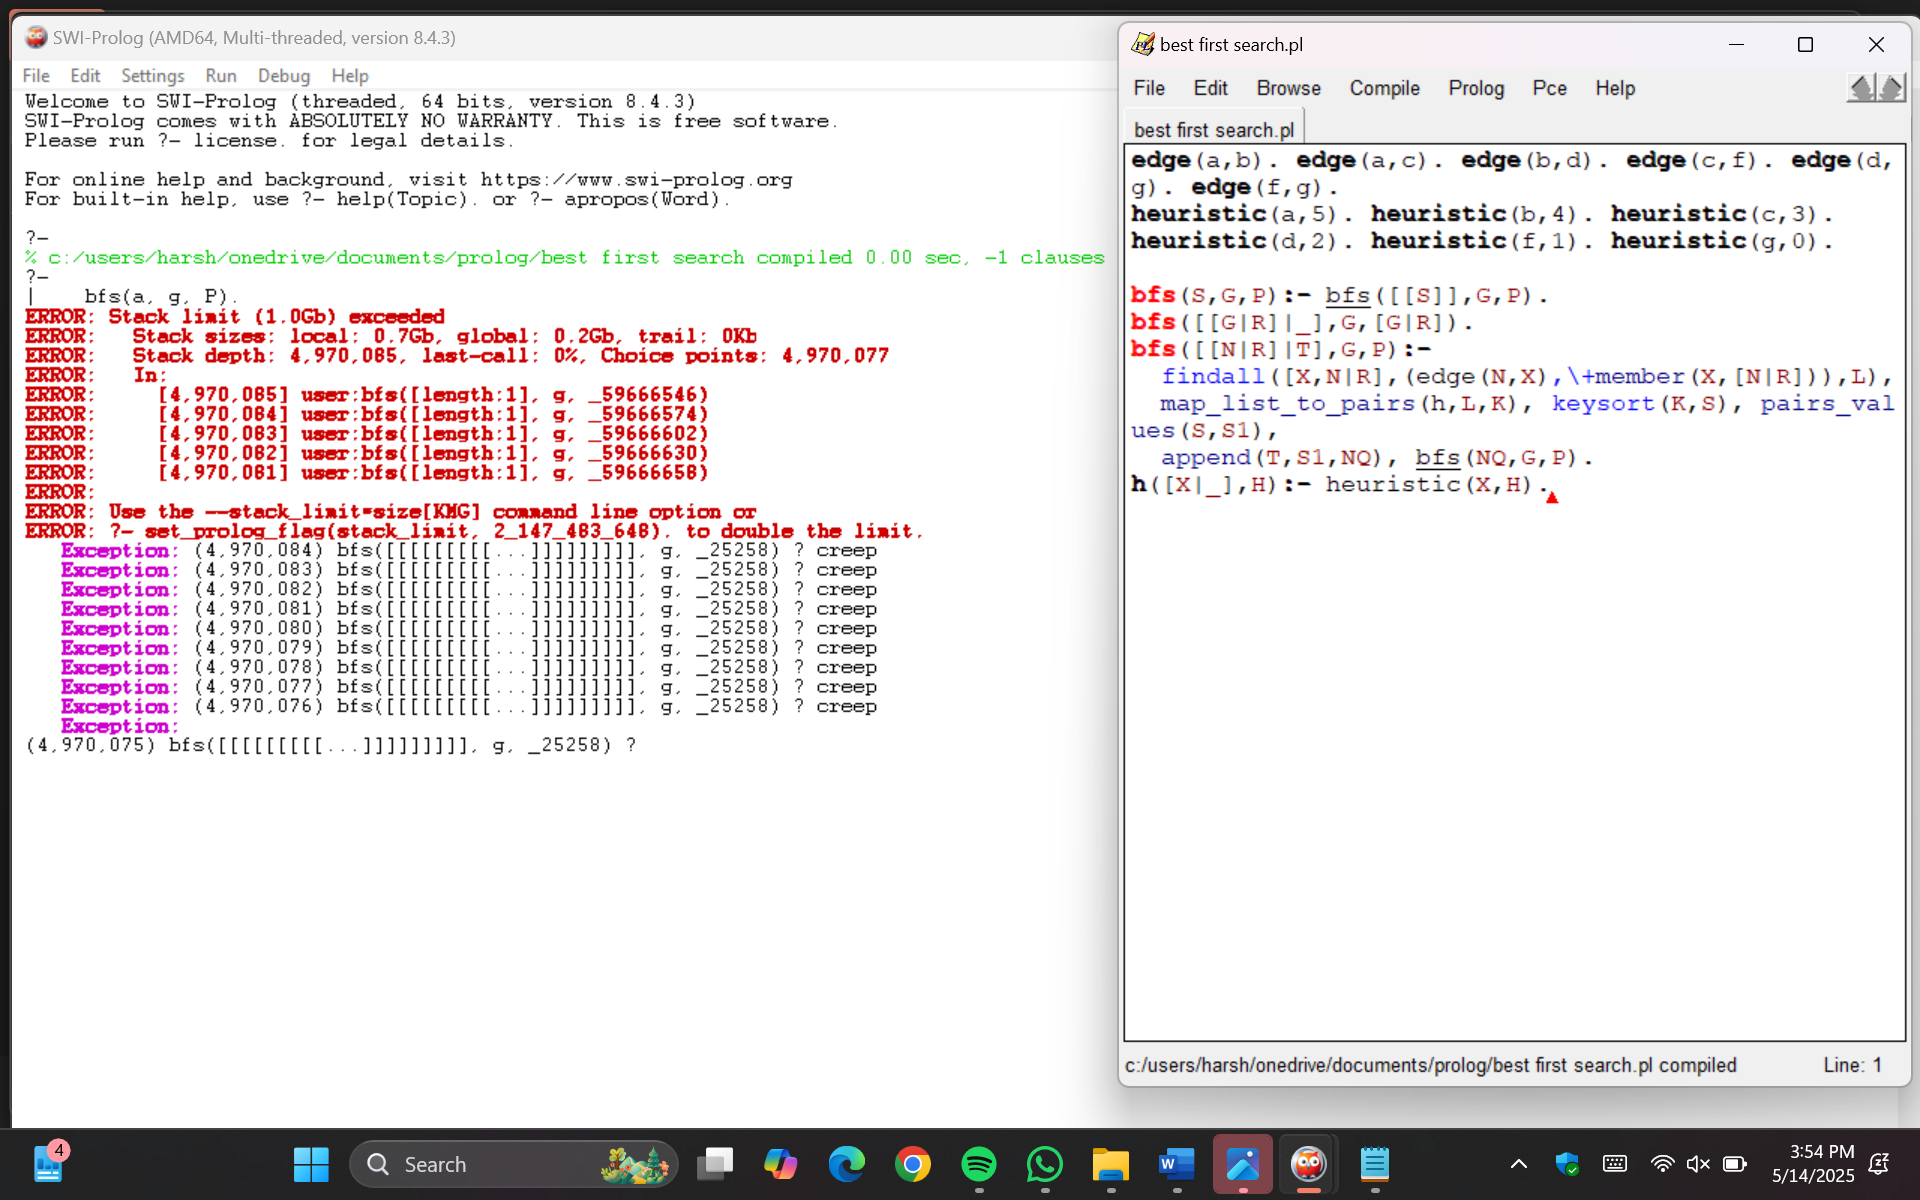 SWI-Prolog (AMD64, Multi-threaded, version 8.4.3)
File Edit Settings Run Debug Help
Welcome to SWI-Prolog (threaded, 64 bits, version 8.4.3)
SWI-Prolog comes with ABSOLUTELY NO WARRANTY. This is free software.
Please run ?- license. for legal details.
For online help and background, visit https://www.swi-prolog.org
For built-in help, use ?- help(Topic). or ?- apropos(Word).
?-
% c:/users/harsh/onedrive/documents/prolog/best first search compiled 0.00 sec, -1 clauses
?-
| bfs(a, g, P).
ERROR: Stack limit (1.0Gb) exceeded
ERROR: Stack sizes: local: 0.7Gb, global: 0.2Gb, trail: 0Kb
ERROR: Stack depth: 4,970,085, last-call: 0%, Choice points: 4,970,077
ERROR: In:
ERROR: [4,970,085] user:bfs([length:1], g, _59666546)
ERROR: [4,970,084] user:bfs([length:1], g, _59666574)
ERROR: [4,970,083] user:bfs([length:1], g, _59666602)
ERROR: [4,970,082] user:bfs([length:1], g, _59666630)
ERROR: [4,970,081] user:bfs([length:1], g, _59666658)
ERROR:
ERROR: Use the --stack_limit=size[KMG] command line option or
ERROR: ?- set_prolog_flag(stack_limit, 2_147_483_648). to double the limit.
Exception: (4,970,084) bfs([[[[[[[[[[...]]]]]]]]]], g, _25258) ? creep
Exception: (4,970,083) bfs([[[[[[[[[[...]]]]]]]]]], g, _25258) ? creep
Exception: (4,970,082) bfs([[[[[[[[[[...]]]]]]]]]], g, _25258) ? creep
Exception: (4,970,081) bfs([[[[[[[[[[...]]]]]]]]]], g, _25258) ? creep
Exception: (4,970,080) bfs([[[[[[[[[[...]]]]]]]]]], g, _25258) ? creep
Exception: (4,970,079) bfs([[[[[[[[[[...]]]]]]]]]], g, _25258) ? creep
Exception: (4,970,078) bfs([[[[[[[[[[...]]]]]]]]]], g, _25258) ? creep
Exception: (4,970,077) bfs([[[[[[[[[[...]]]]]]]]]], g, _25258) ? creep
Exception: (4,970,076) bfs([[[[[[[[[[...]]]]]]]]]], g, _25258) ? creep
Exception:
(4,970,075) bfs([[[[[[[[[[...]]]]]]]]]], g, _25258) ?
best first search.pl
File Edit Browse Compile Prolog Pce Help
best first search.pl
edge(a,b). edge(a,c). edge(b,d). edge(c,f). edge(d,
g). edge(f,g).
heuristic(a,5). heuristic(b,4). heuristic(c,3).
heuristic(d,2). heuristic(f,1). heuristic(g,0).
bfs(S,G,P):- bfs([[S]],G,P).
bfs([[G|R]|_],G,[G|R]).
bfs([[N|R]|T],G,P):-
findall([X,N|R],(edge(N,X),\+member(X,[N|R])),L),
map_list_to_pairs(h,L,K), keysort(K,S), pairs_val
ues(S,S1),
append(T,S1,NQ), bfs(NQ,G,P).
h([X|_],H):- heuristic(X,H).
c:/users/harsh/onedrive/documents/prolog/best first search.pl compiled
Line: 1
4
Search
3:54 PM
5/14/2025